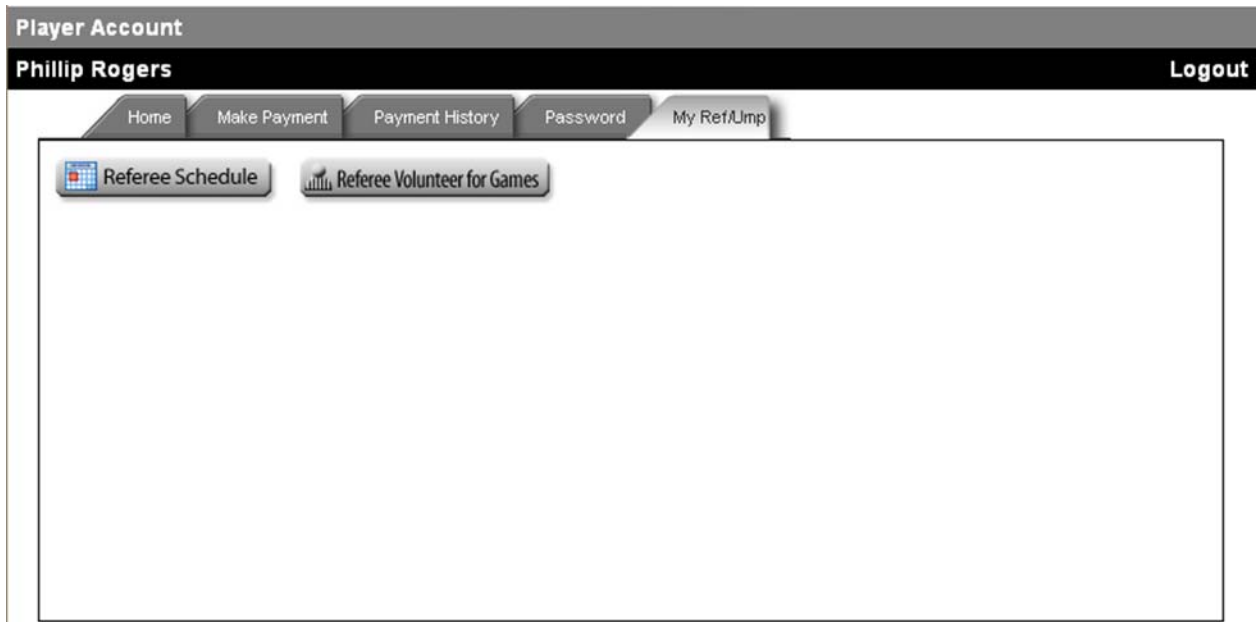 Player Account
Phillip Rogers Logout
Home Make Payment Payment History Password My Ref/Ump
Referee Schedule Referee Volunteer for Games